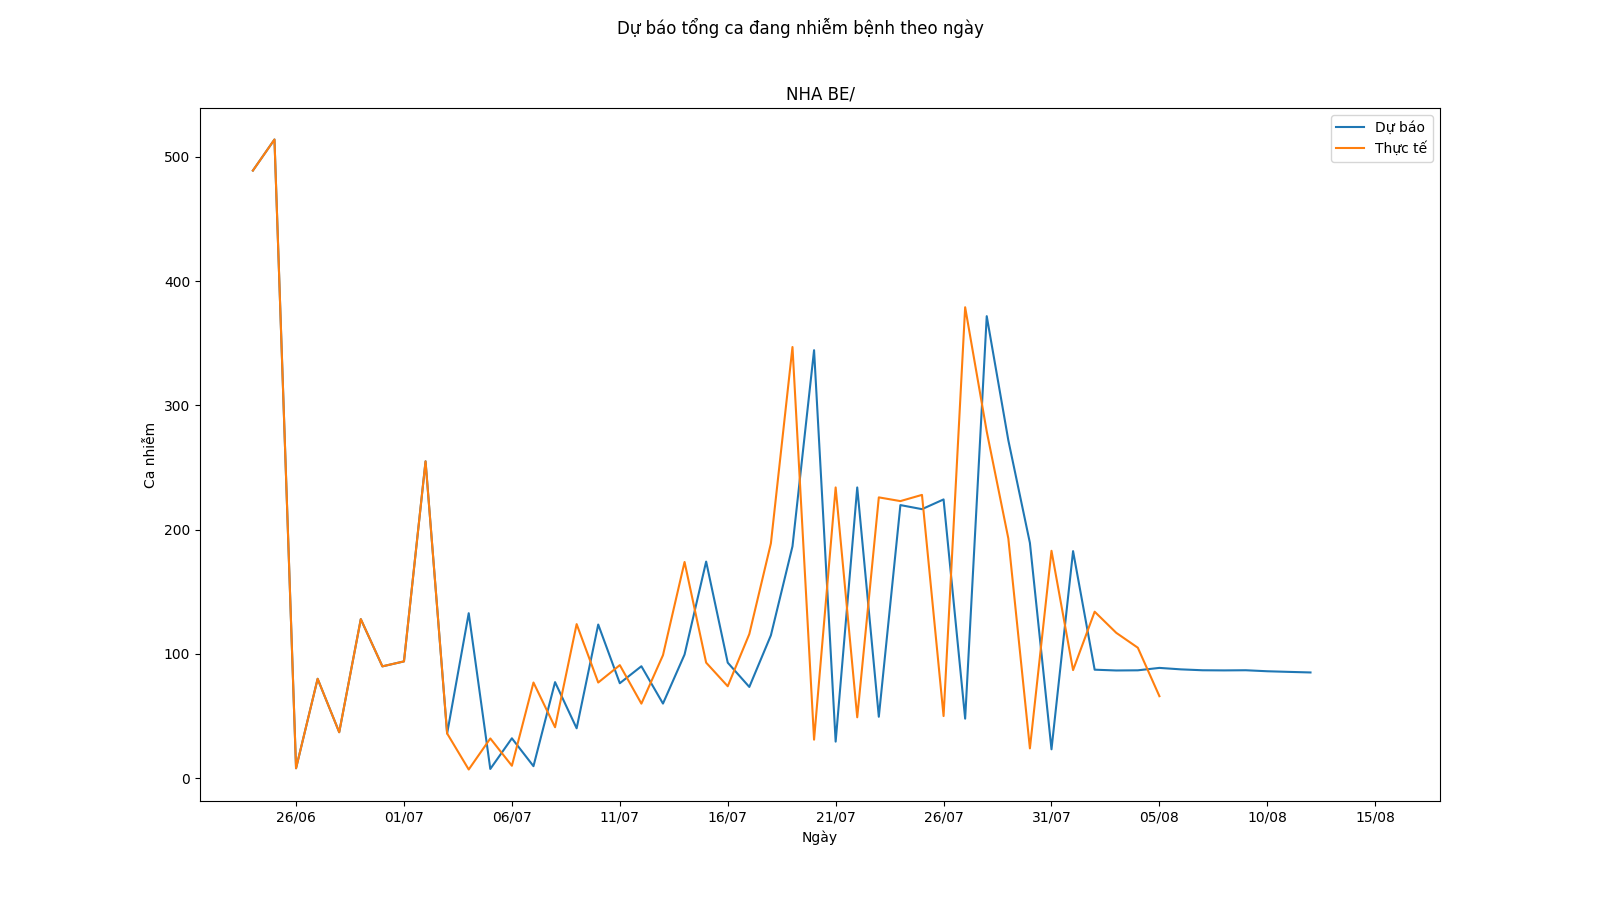 Dự báo tổng ca đang nhiễm bệnh theo ngày
NHA BE/
Dự báo
Thực tế
500
400
300
200
100
0
Ca nhiễm
26/06 01/07 06/07 11/07 16/07 21/07 26/07 31/07 05/08 10/08 15/08
Ngày